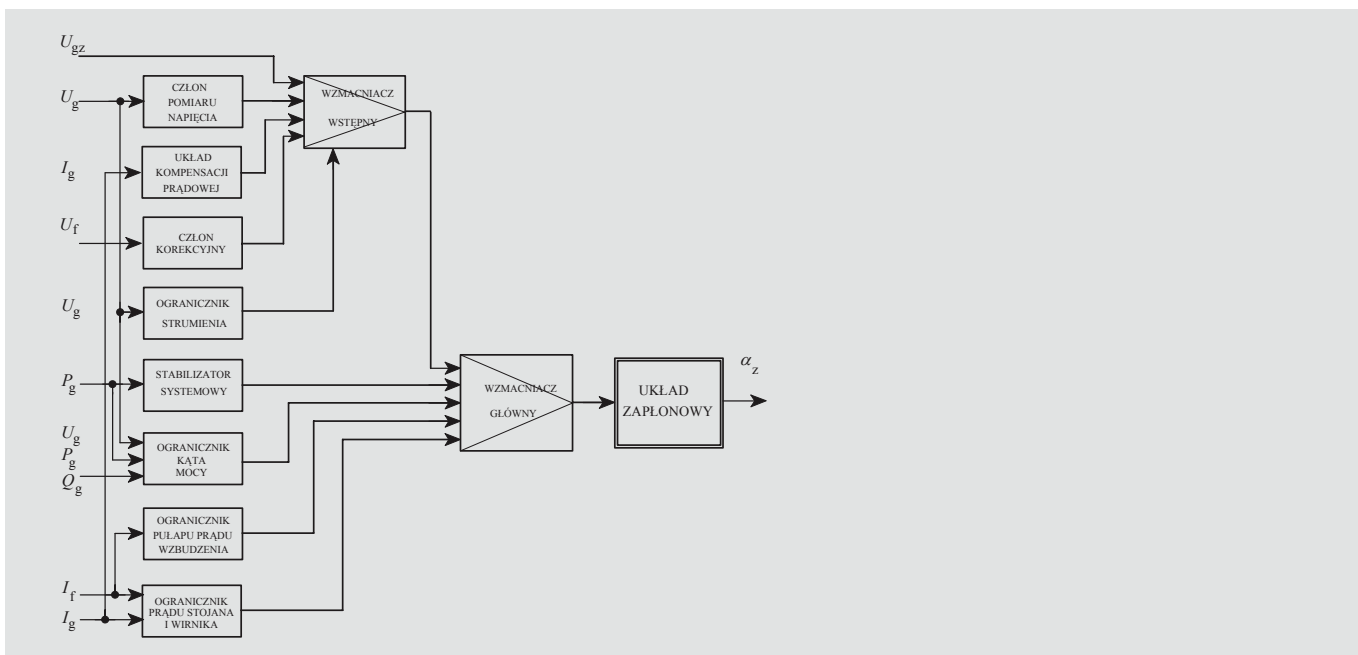 Ugz
Ug
CZŁON
POMIARU
NAPIĘCIA
WZMACNIACZ
WSTĘPNY
Ig
UKŁAD
KOMPENSACJI
PRĄDOWEJ
Uf
CZŁON
KOREKCYJNY
Ug
OGRANICZNIK
STRUMIENIA
Pg
STABILIZATOR
SYSTEMOWY
WZMACNIACZ
GŁÓWNY
UKŁAD
ZAPŁONOWY
αz
Ug
Pg
Qg
OGRANICZNIK
KĄTA
MOCY
OGRANICZNIK
PUŁAPU PRĄDU
WZBUDZENIA
If
Ig
OGRANICZNIK
PRĄDU STOJANA
I WIRNIKA